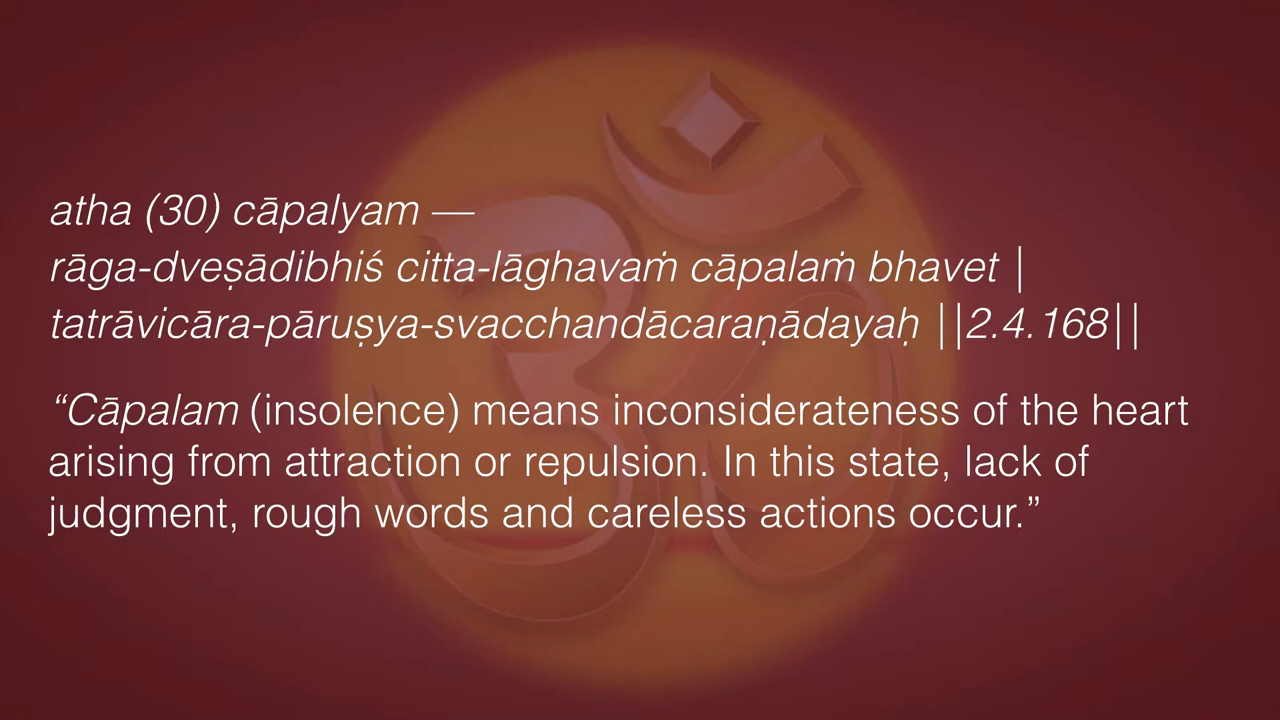 atha (30) cāpalyam —
rāga-dveṣādibhiś citta-lāghavaṁ cāpalaṁ bhavet |
tatrāvicāra-pāruṣya-svacchandācaraṇādayaḥ ||2.4.168||
“Cāpalam (insolence) means inconsiderateness of the heart
arising from attraction or repulsion. In this state, lack of
judgment, rough words and careless actions occur.”